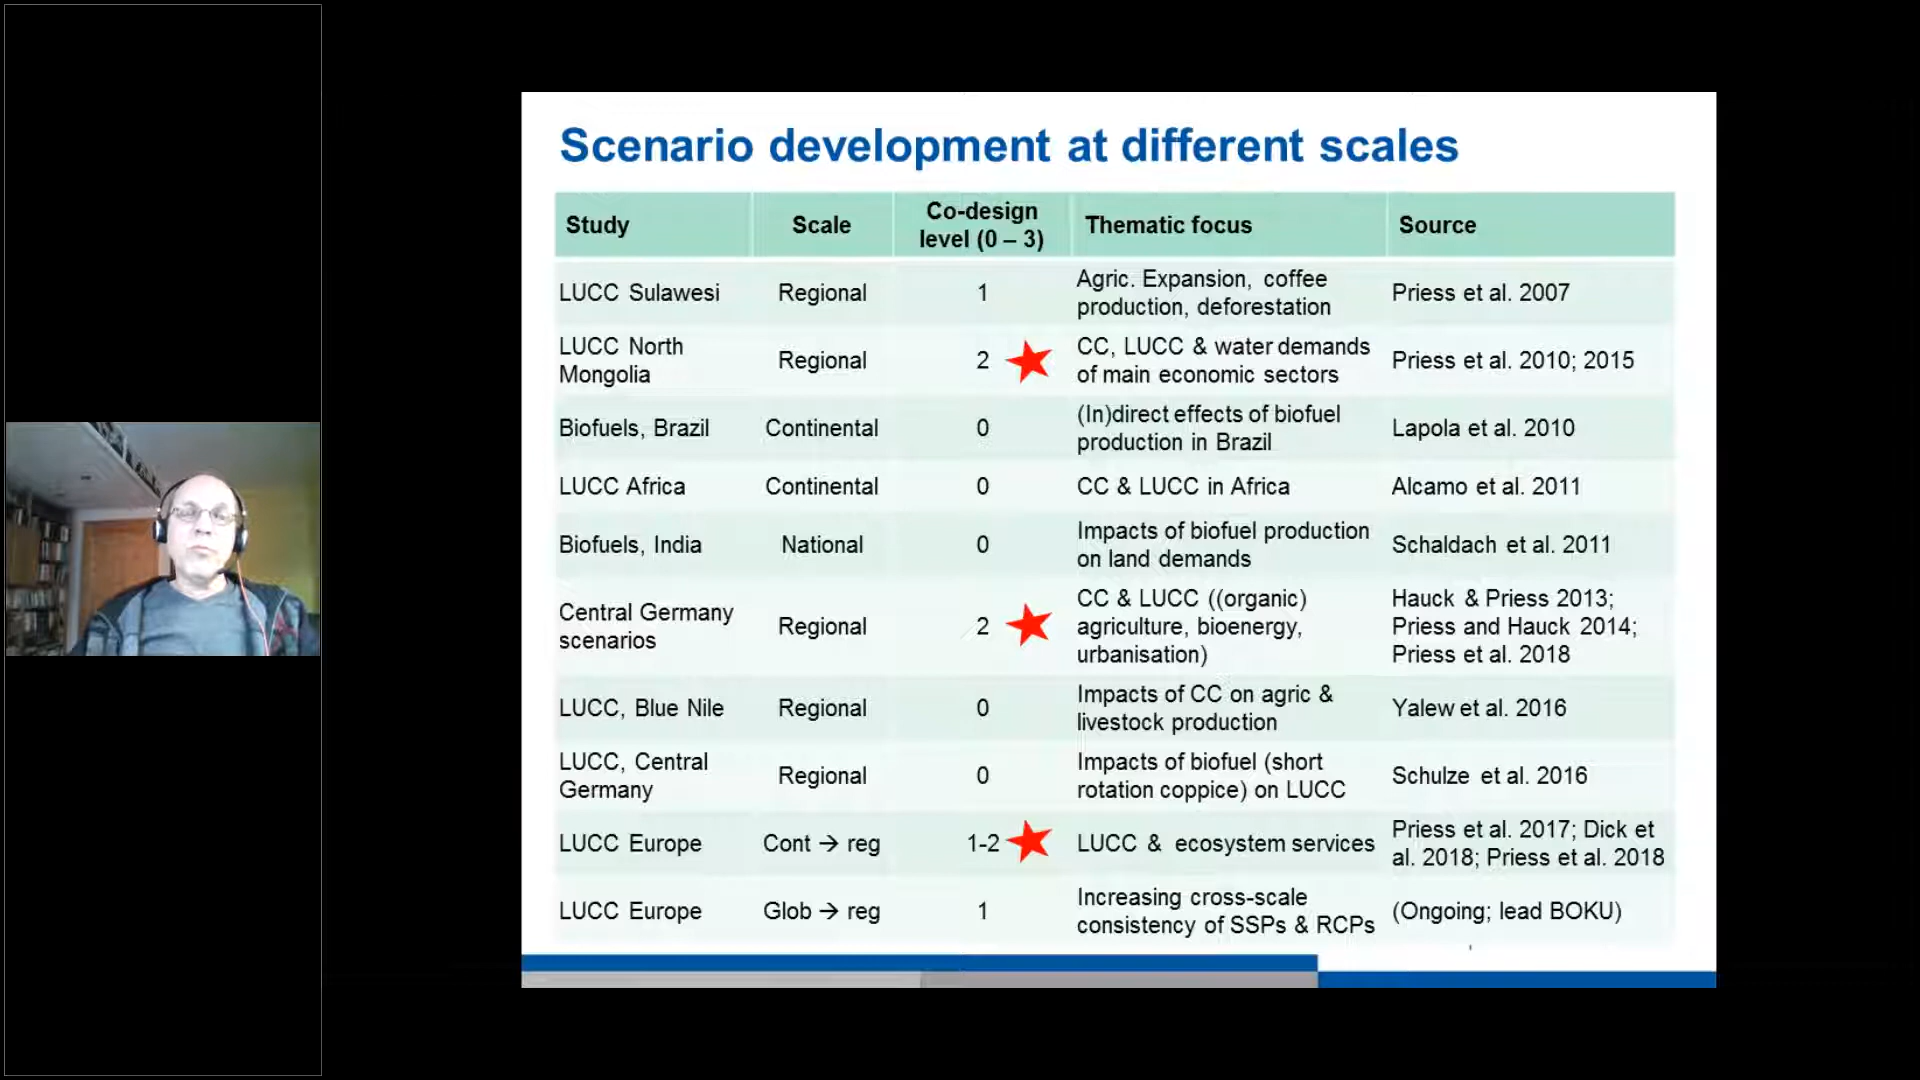 Scenario development at different scales
Study
Scale
Co-design
level (0 – 3)
Thematic focus
Source
LUCC Sulawesi
Regional
1
Agric. Expansion, coffee
production, deforestation
Priess et al. 2007
LUCC North
Mongolia
Regional
2
CC, LUCC & water demands
of main economic sectors
Priess et al. 2010; 2015
Biofuels, Brazil
Continental
0
(In)direct effects of biofuel
production in Brazil
Lapola et al. 2010
LUCC Africa
Continental
0
CC & LUCC in Africa
Alcamo et al. 2011
Biofuels, India
National
0
Impacts of biofuel production
on land demands
Schaldach et al. 2011
Central Germany
scenarios
Regional
2
CC & LUCC ((organic)
agriculture, bioenergy,
urbanisation)
Hauck & Priess 2013;
Priess and Hauck 2014;
Priess et al. 2018
LUCC, Blue Nile
Regional
0
Impacts of CC on agric &
livestock production
Yalew et al. 2016
LUCC, Central
Germany
Regional
0
Impacts of biofuel (short
rotation coppice) on LUCC
Schulze et al. 2016
LUCC Europe
Cont → reg
1-2
LUCC & ecosystem services
Priess et al. 2017; Dick et
al. 2018; Priess et al. 2018
LUCC Europe
Glob → reg
1
Increasing cross-scale
consistency of SSPs & RCPs
(Ongoing; lead BOKU)